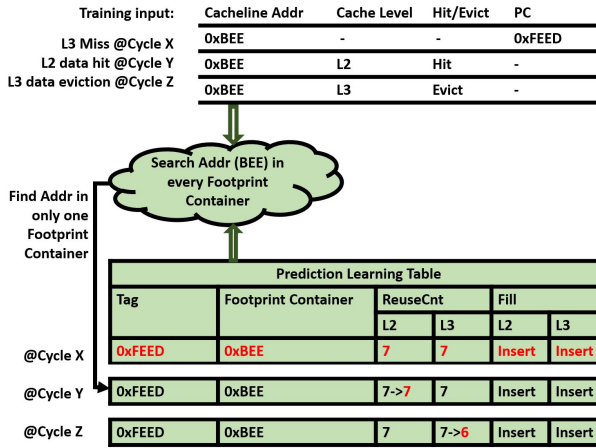 Training input: Cacheline Addr Cache Level Hit/Evict PC
L3 Miss @Cycle X 0xBEE - - 0xFEED
L2 data hit @Cycle Y 0xBEE L2 Hit -
L3 data eviction @Cycle Z 0xBEE L3 Evict -
Search Addr (BEE) in
every Footprint
Container
Find Addr in
only one
Footprint
Container
Prediction Learning Table
Tag Footprint Container ReuseCnt Fill
L2 L3 L2 L3
@Cycle X 0xFEED 0xBEE 7 7 Insert Insert
@Cycle Y 0xFEED 0xBEE 7->7 7 Insert Insert
@Cycle Z 0xFEED 0xBEE 7 7->6 Insert Insert